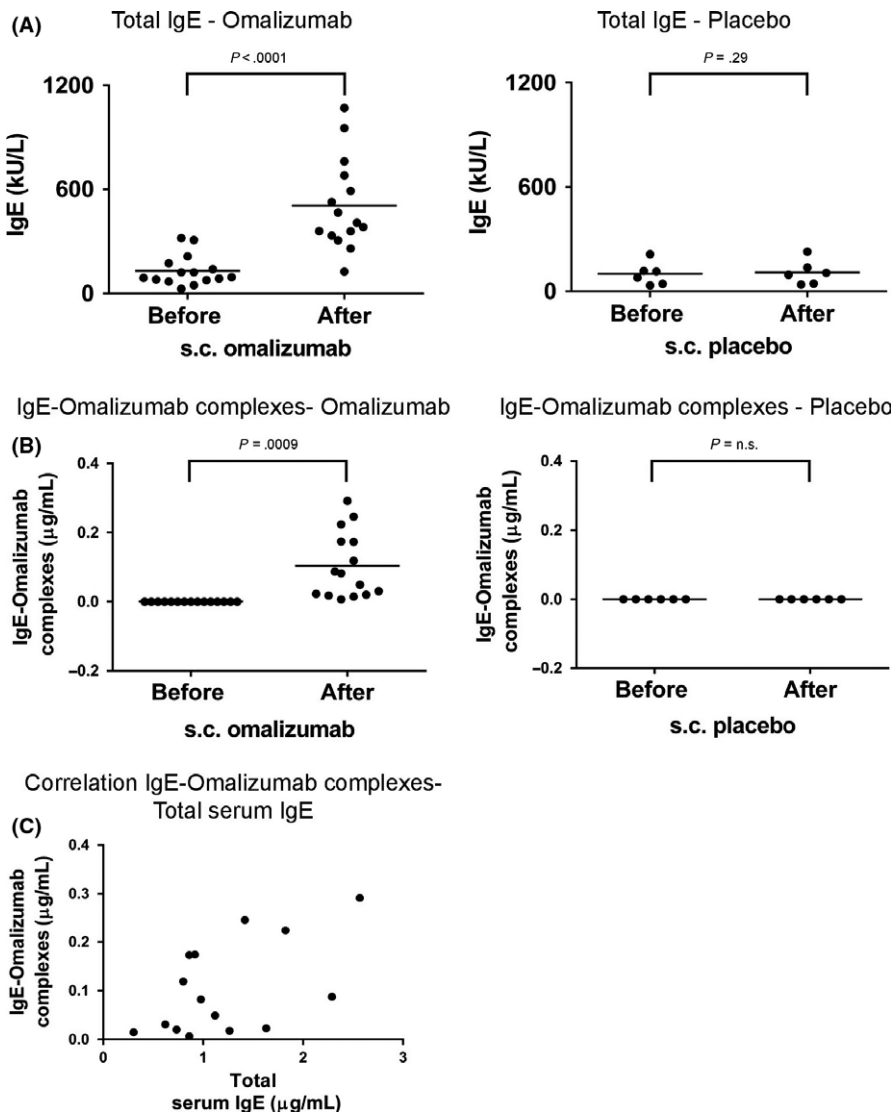 (A)
Total IgE - Omalizumab
P < .0001
1200
600
0
IgE (kU/L)
Before After
s.c. omalizumab
Total IgE - Placebo
P = .29
1200
600
0
IgE (kU/L)
Before After
s.c. placebo
(B)
IgE-Omalizumab complexes- Omalizumab
P = .0009
0.4
0.2
0.0
–0.2
IgE-Omalizumab
complexes (µg/mL)
Before After
s.c. omalizumab
IgE-Omalizumab complexes - Placebo
P = n.s.
0.4
0.2
0.0
–0.2
IgE-Omalizumab
complexes (µg/mL)
Before After
s.c. placebo
(C)
Correlation IgE-Omalizumab complexes-
Total serum IgE
0.4
0.3
0.2
0.1
0.0
IgE-Omalizumab
complexes (µg/mL)
0 1 2 3
Total
serum IgE (µg/mL)